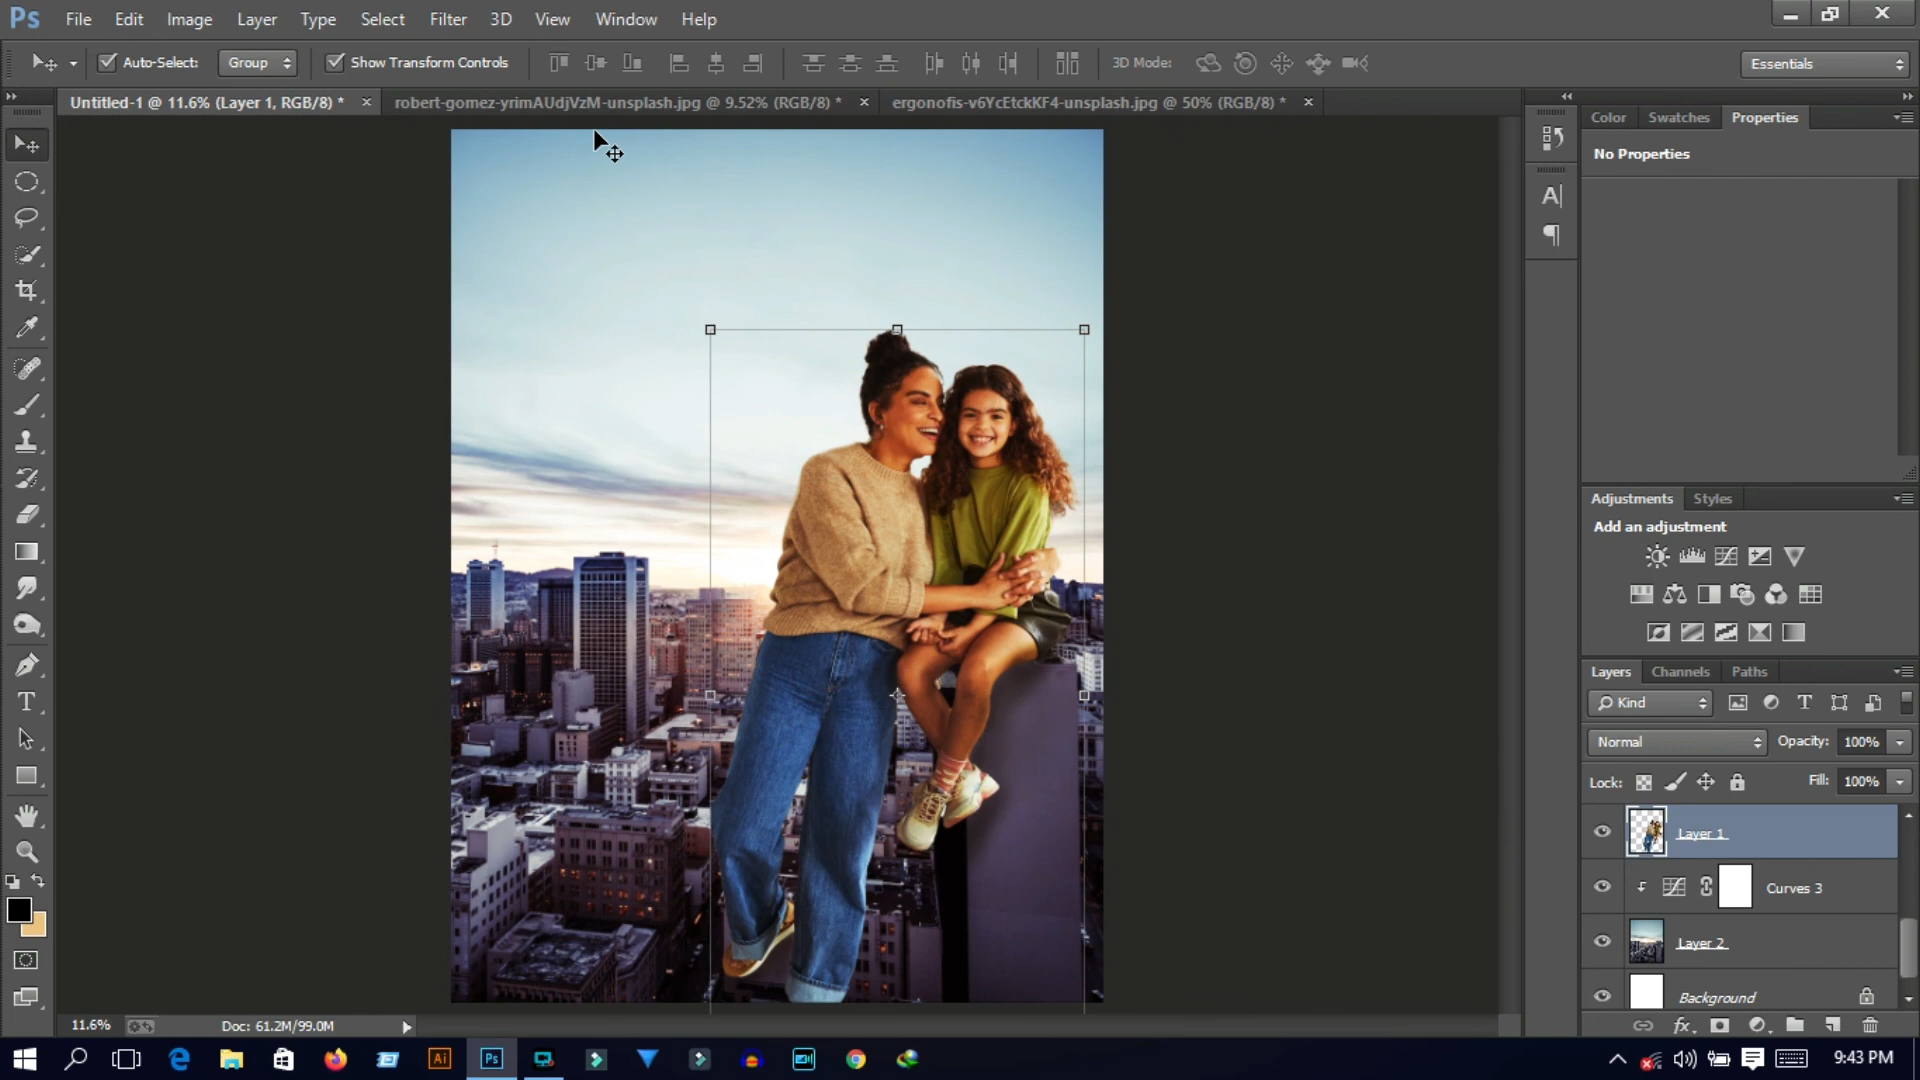 Ps File Edit Image Layer Type Select Filter 3D View Window Help
Auto-Select: Group Show Transform Controls 3D Mode: Essentials
Untitled-1 @ 11.6% (Layer 1, RGB/8) * robert-gomez-yrimAUdjVzM-unsplash.jpg @ 9.52% (RGB/8) * ergonofis-v6YcEtckKF4-unsplash.jpg @ 50% (RGB/8) *
Color Swatches Properties
No Properties
Adjustments Styles
Add an adjustment
Layers Channels Paths
Kind
Normal Opacity: 100%
Lock: Fill: 100%
Layer 1
Curves 3
Layer 2
Background
11.6% Doc: 61.2M/99.0M
Ai Ps 9:43 PM